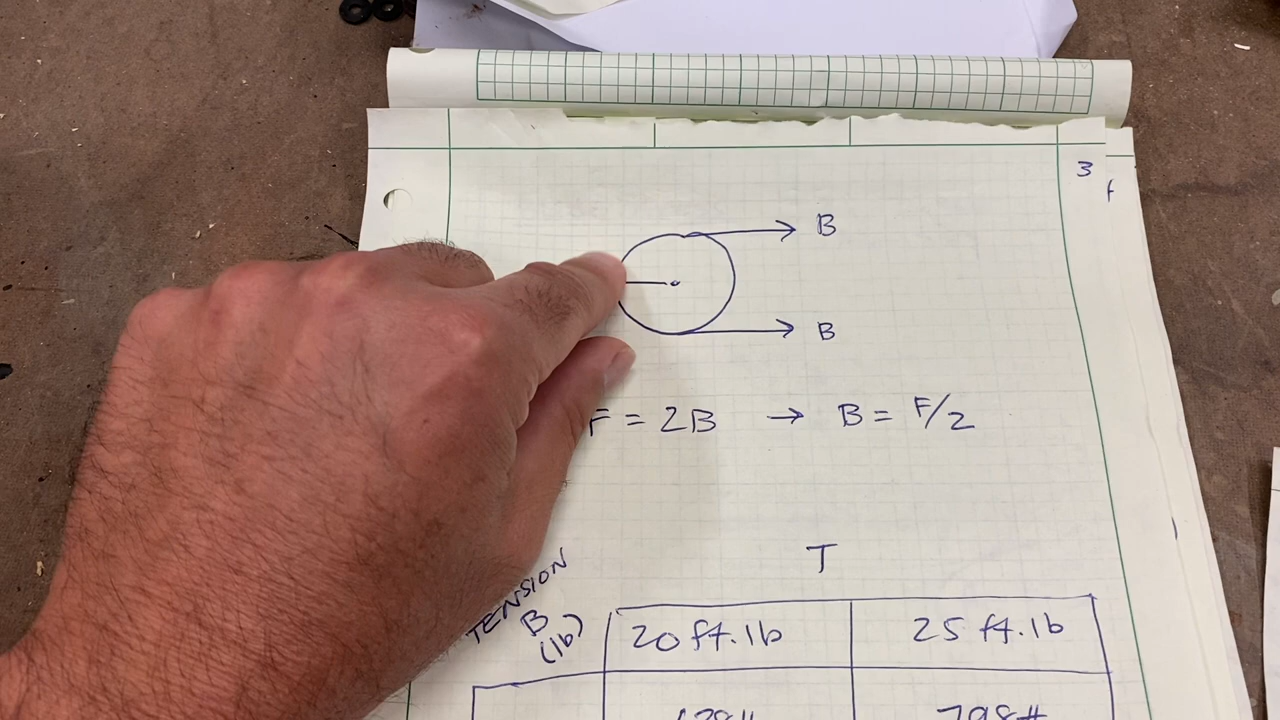 3
B
B
F = 2B → B = F/2
T
TENSION
B
(lb)
20 ft.lb 25 ft.lb